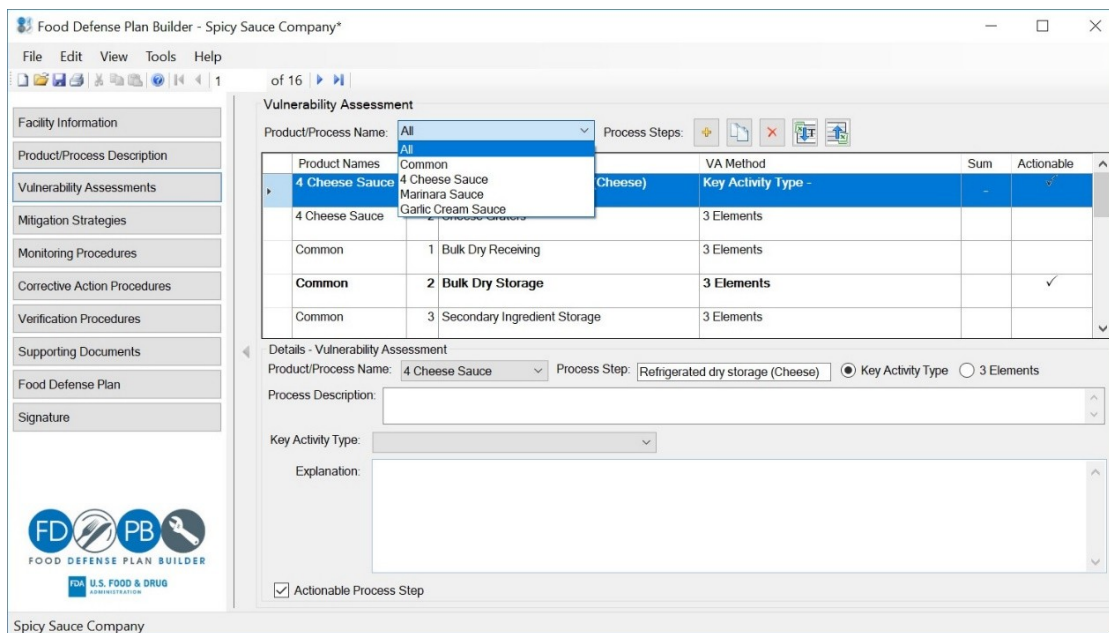 Food Defense Plan Builder - Spicy Sauce Company*
File Edit View Tools Help
1 of 16
Facility Information
Product/Process Description
Vulnerability Assessments
Mitigation Strategies
Monitoring Procedures
Corrective Action Procedures
Verification Procedures
Supporting Documents
Food Defense Plan
Signature
FD PB
FOOD DEFENSE PLAN BUILDER
FDA U.S. FOOD & DRUG
ADMINISTRATION
Vulnerability Assessment
Product/Process Name: All Process Steps:
All
Common
4 Cheese Sauce
Marinara Sauce
Garlic Cream Sauce
Product Names VA Method Sum Actionable
4 Cheese Sauce Cheese) Key Activity Type - -
4 Cheese Sauce 2 Cheese Graters 3 Elements
Common 1 Bulk Dry Receiving 3 Elements
Common 2 Bulk Dry Storage 3 Elements ✓
Common 3 Secondary Ingredient Storage 3 Elements
Details - Vulnerability Assessment
Product/Process Name: 4 Cheese Sauce Process Step: Refrigerated dry storage (Cheese) Key Activity Type 3 Elements
Process Description:
Key Activity Type:
Explanation:
Actionable Process Step
Spicy Sauce Company